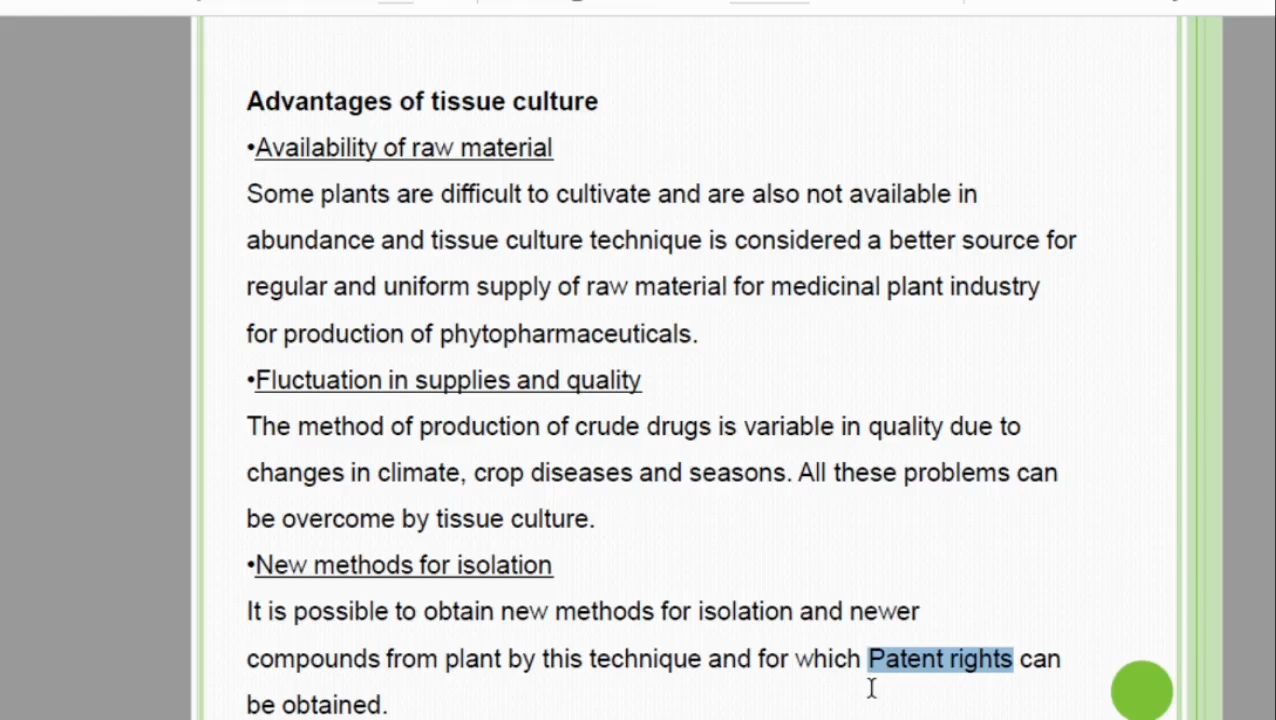 Advantages of tissue culture
•Availability of raw material
Some plants are difficult to cultivate and are also not available in
abundance and tissue culture technique is considered a better source for
regular and uniform supply of raw material for medicinal plant industry
for production of phytopharmaceuticals.
•Fluctuation in supplies and quality
The method of production of crude drugs is variable in quality due to
changes in climate, crop diseases and seasons. All these problems can
be overcome by tissue culture.
•New methods for isolation
It is possible to obtain new methods for isolation and newer
compounds from plant by this technique and for which Patent rights can
be obtained.